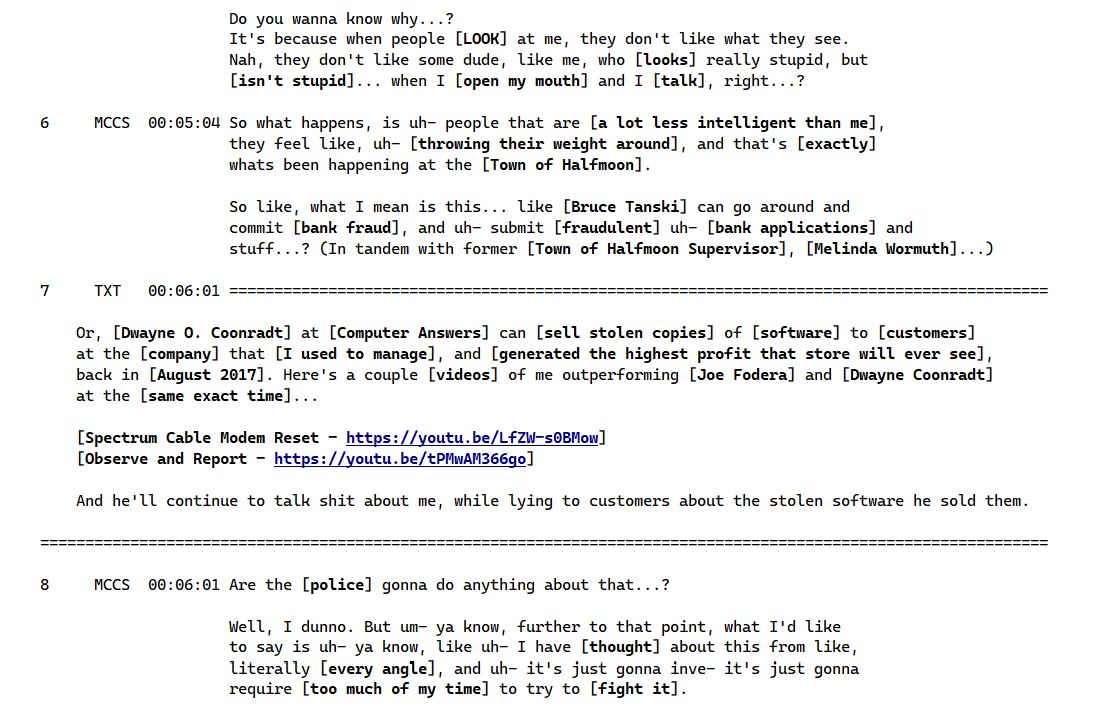 Do you wanna know why...?
It's because when people [LOOK] at me, they don't like what they see.
Nah, they don't like some dude, like me, who [looks] really stupid, but
[isn't stupid]... when I [open my mouth] and I [talk], right...?
6 MCCS 00:05:04 So what happens, is uh- people that are [a lot less intelligent than me],
they feel like, uh- [throwing their weight around], and that's [exactly]
whats been happening at the [Town of Halfmoon].
So like, what I mean is this... like [Bruce Tanski] can go around and
commit [bank fraud], and uh- submit [fraudulent] uh- [bank applications] and
stuff...? (In tandem with former [Town of Halfmoon Supervisor], [Melinda Wormuth]...)
7 TXT 00:06:01 ===========================================================================================
Or, [Dwayne O. Coonradt] at [Computer Answers] can [sell stolen copies] of [software] to [customers]
at the [company] that [I used to manage], and [generated the highest profit that store will ever see],
back in [August 2017]. Here's a couple [videos] of me outperforming [Joe Fodera] and [Dwayne Coonradt]
at the [same exact time]...
[Spectrum Cable Modem Reset - https://youtu.be/LfZW-s0BMow]
[Observe and Report - https://youtu.be/tPMwAM366go]
And he'll continue to talk shit about me, while lying to customers about the stolen software he sold them.
================================================================================================================
8 MCCS 00:06:01 Are the [police] gonna do anything about that...?
Well, I dunno. But um- ya know, further to that point, what I'd like
to say is uh- ya know, like uh- I have [thought] about this from like,
literally [every angle], and uh- it's just gonna inve- it's just gonna
require [too much of my time] to try to [fight it].